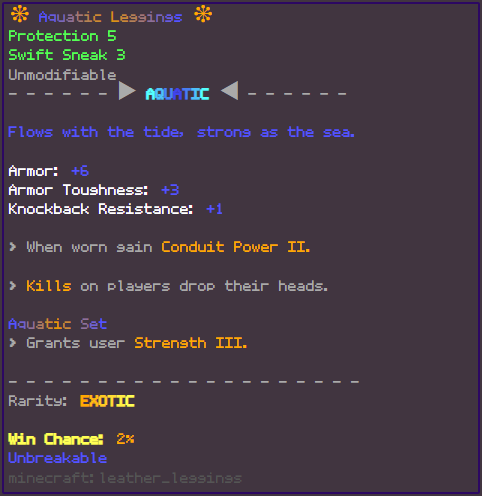 ❊ Aquatic Leggings ❊
Protection 5
Swift Sneak 3
Unmodifiable
- - - - - - ▶ AQUATIC ◀ - - - - - -
Flows with the tide, strong as the sea.
Armor: +6
Armor Toughness: +3
Knockback Resistance: +1
> When worn gain Conduit Power II.
> Kills on players drop their heads.
Aquatic Set
> Grants user Strength III.
- - - - - - - - - - - - - - - - - - - - -
Rarity: EXOTIC
Win Chance: 2%
Unbreakable
minecraft:leather_leggings